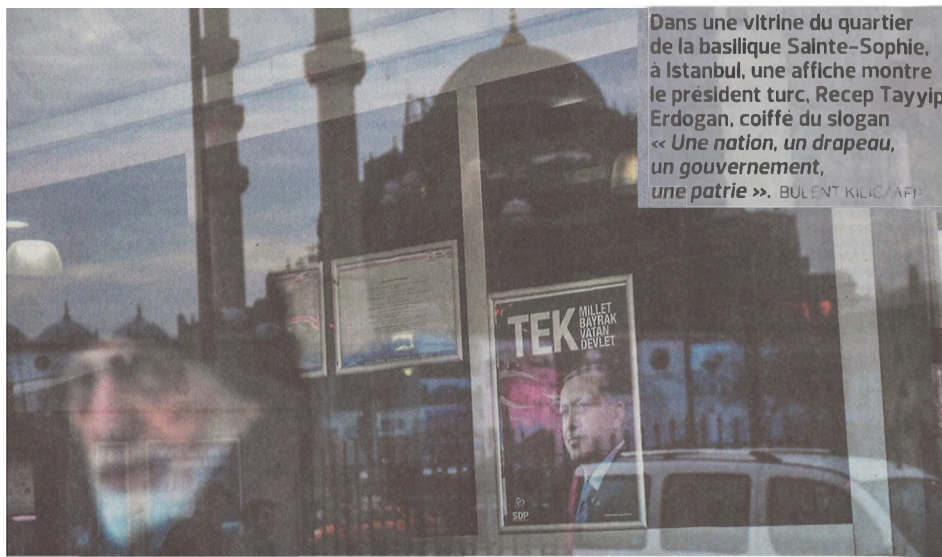 Dans une vitrine du quartier
de la basilique Sainte-Sophie,
à Istanbul, une affiche montre
le président turc, Recep Tayyip
Erdogan, coiffé du slogan
« Une nation, un drapeau,
un gouvernement,
une patrie ». BULENT KILIC/AFP
TEK
MILLET
BAYRAK
VATAN
DEVLET
SDP